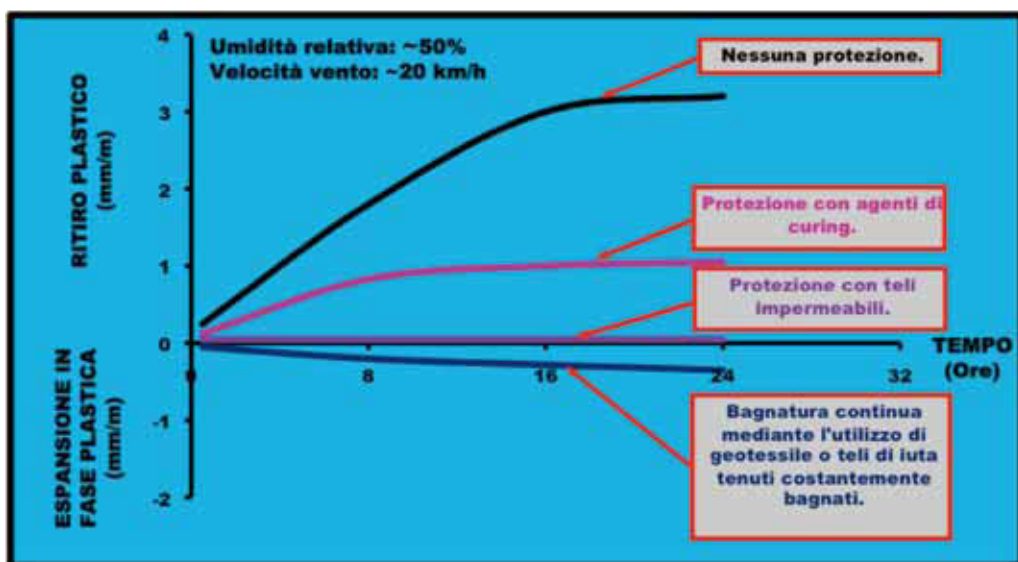 4
Umidità relativa: ~50%
Velocità vento: ~20 km/h
Nessuna protezione.
RITIRO PLASTICO
(mm/m)
3
2
Protezione con agenti di
curing.
1
Protezione con teli
impermeabili.
0
TEMPO
(Ore)
0
8
16
24
32
ESPANSIONE IN
FASE PLASTICA
(mm/m)
-1
-2
Bagnatura continua
mediante l'utilizzo di
geotessile o teli di iuta
tenuti costantemente
bagnati.